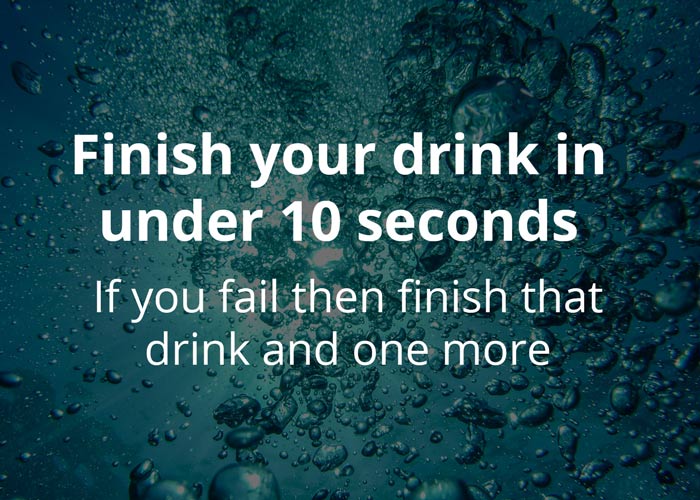 Finish your drink in
under 10 seconds
If you fail then finish that
drink and one more